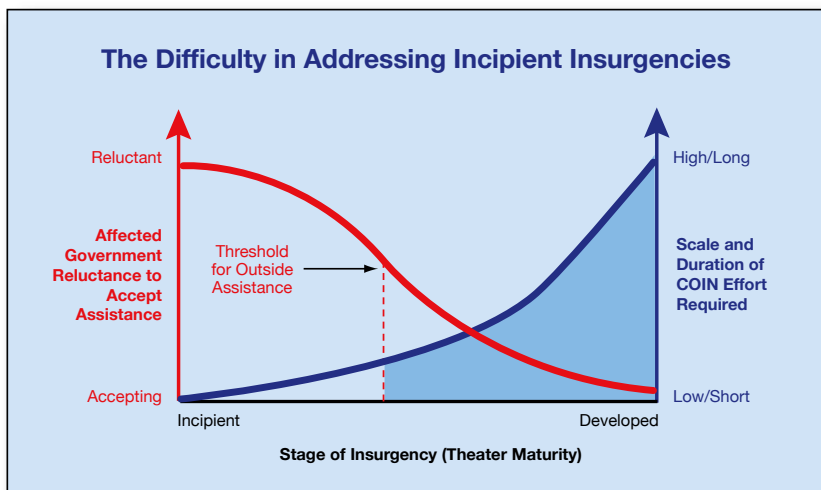 The Difficulty in Addressing Incipient Insurgencies
Reluctant
High/Long
Affected
Government
Reluctance to
Accept
Assistance
Threshold
for Outside
Assistance
Scale and
Duration of
COIN Effort
Required
Accepting
Low/Short
Incipient
Developed
Stage of Insurgency (Theater Maturity)